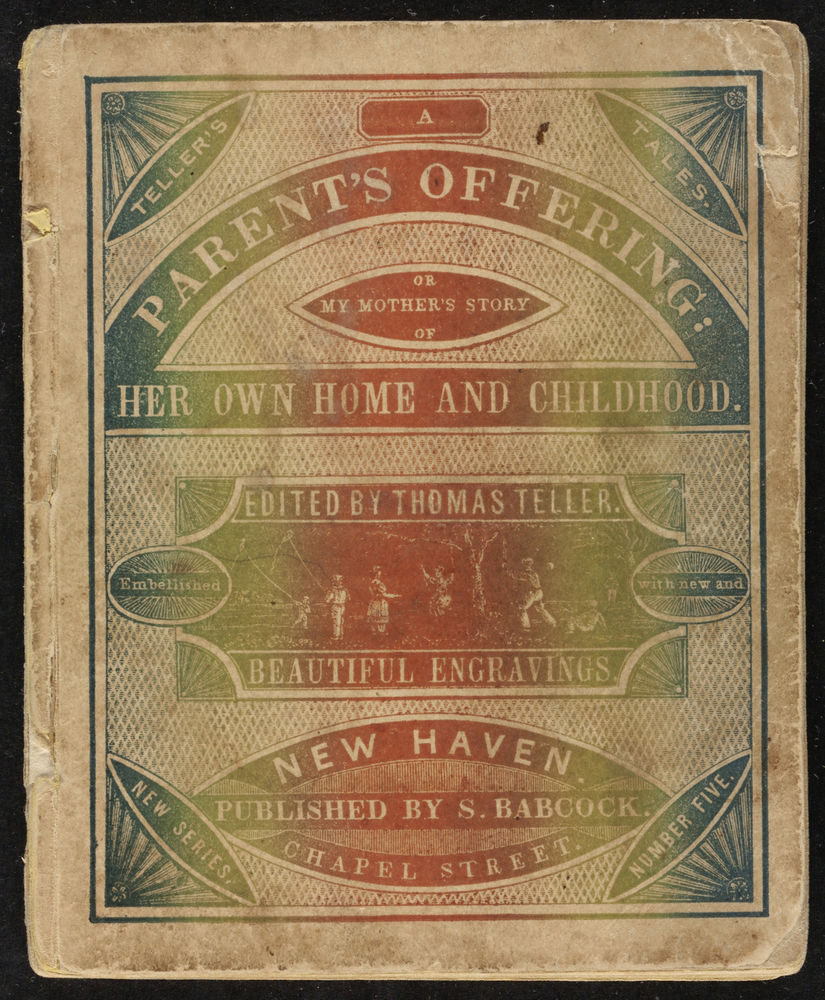 TELLER'S
TALES.
A
PARENT'S OFFERING:
OR
MY MOTHER'S STORY
OF
HER OWN HOME AND CHILDHOOD.
EDITED BY THOMAS TELLER.
Embellished
with new and
BEAUTIFUL ENGRAVINGS.
NEW HAVEN.
PUBLISHED BY S. BABCOCK.
CHAPEL STREET.
NEW SERIES,
NUMBER FIVE.